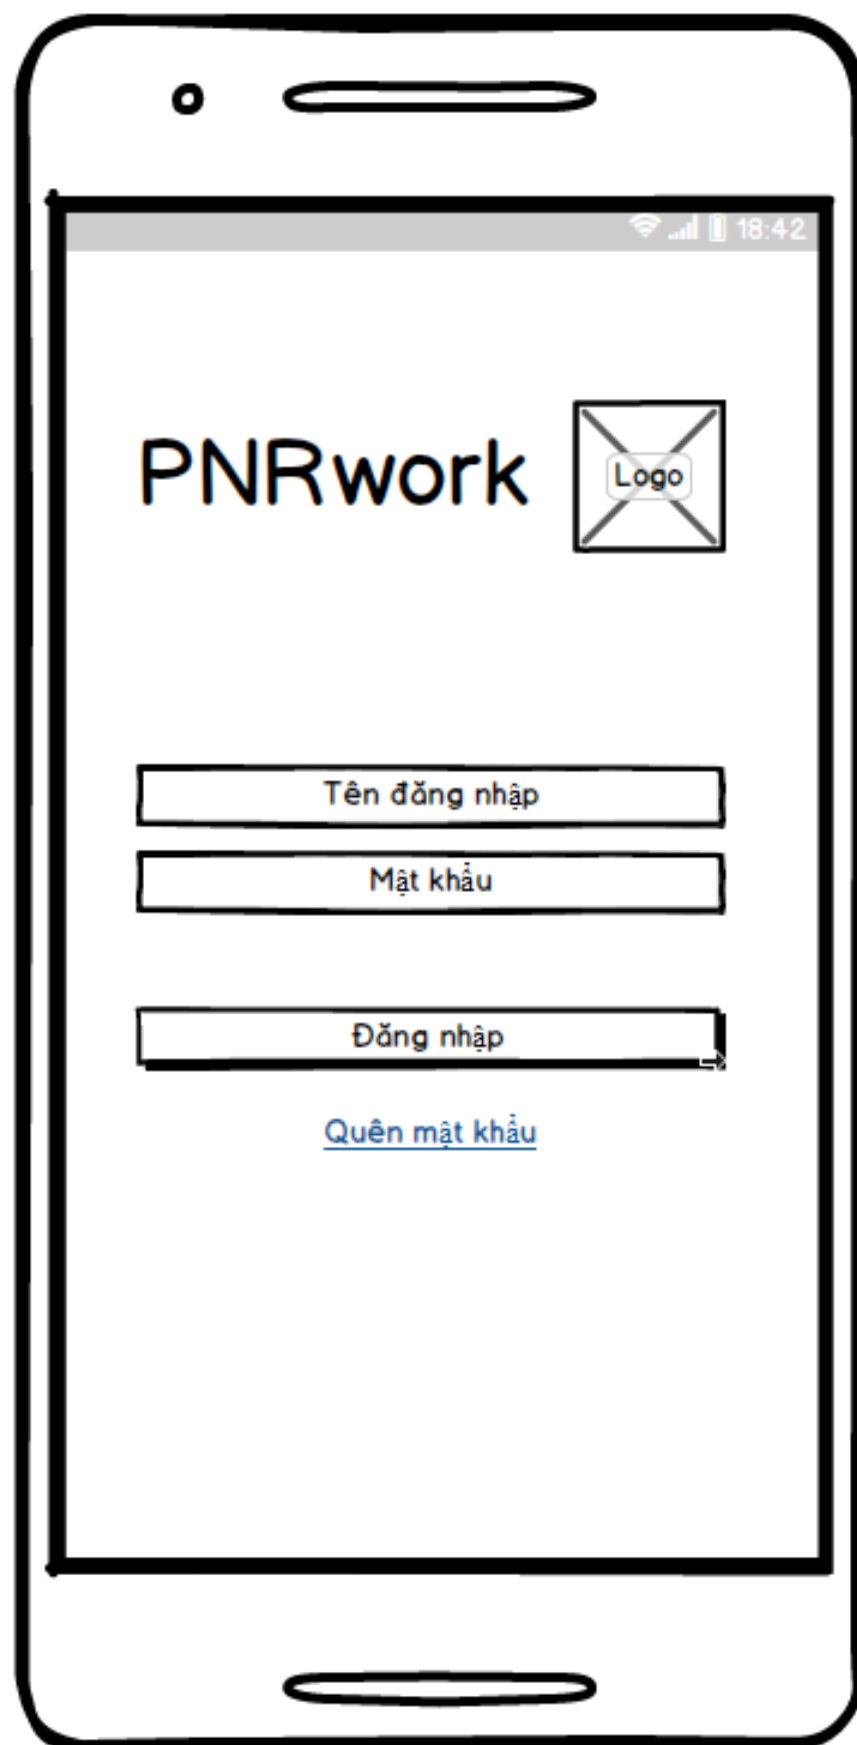 18:42
PNRwork
Logo
Tên đăng nhập
Mật khẩu
Đăng nhập
Quên mật khẩu